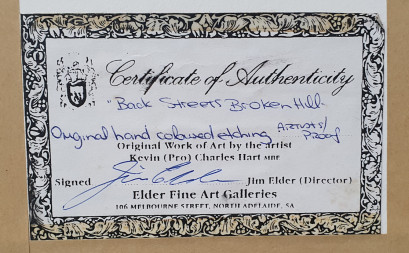 Certificate of Authenticity
"Back Streets Broken Hill"
Original hand coloured etching ARTISTS/ PROOF
Original Work of Art by the artist
Kevin (Pro) Charles Hart MBE
Signed Jim Elder Jim Elder (Director)
Elder Fine Art Galleries
106 MELBOURNE STREET, NORTH ADELAIDE, SA